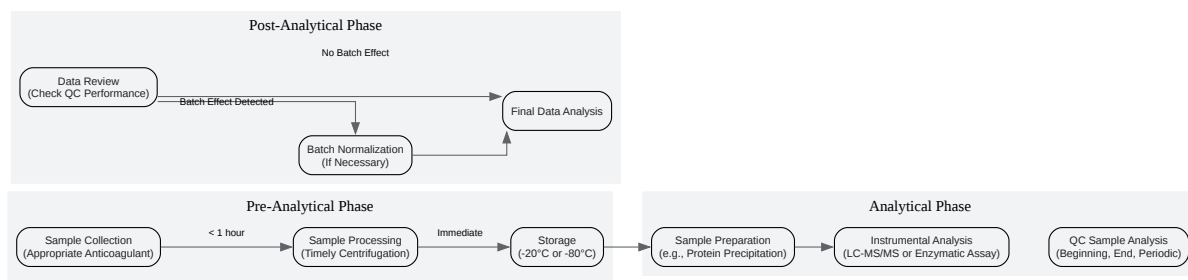 Post-Analytical Phase
No Batch Effect
Data Review
(Check QC Performance)
Batch Effect Detected
Final Data Analysis
Batch Normalization
(If Necessary)
Pre-Analytical Phase
Sample Collection
(Appropriate Anticoagulant)
< 1 hour
Sample Processing
(Timely Centrifugation)
Immediate
Storage
(-20°C or -80°C)
Analytical Phase
Sample Preparation
(e.g., Protein Precipitation)
Instrumental Analysis
(LC-MS/MS or Enzymatic Assay)
QC Sample Analysis
(Beginning, End, Periodic)